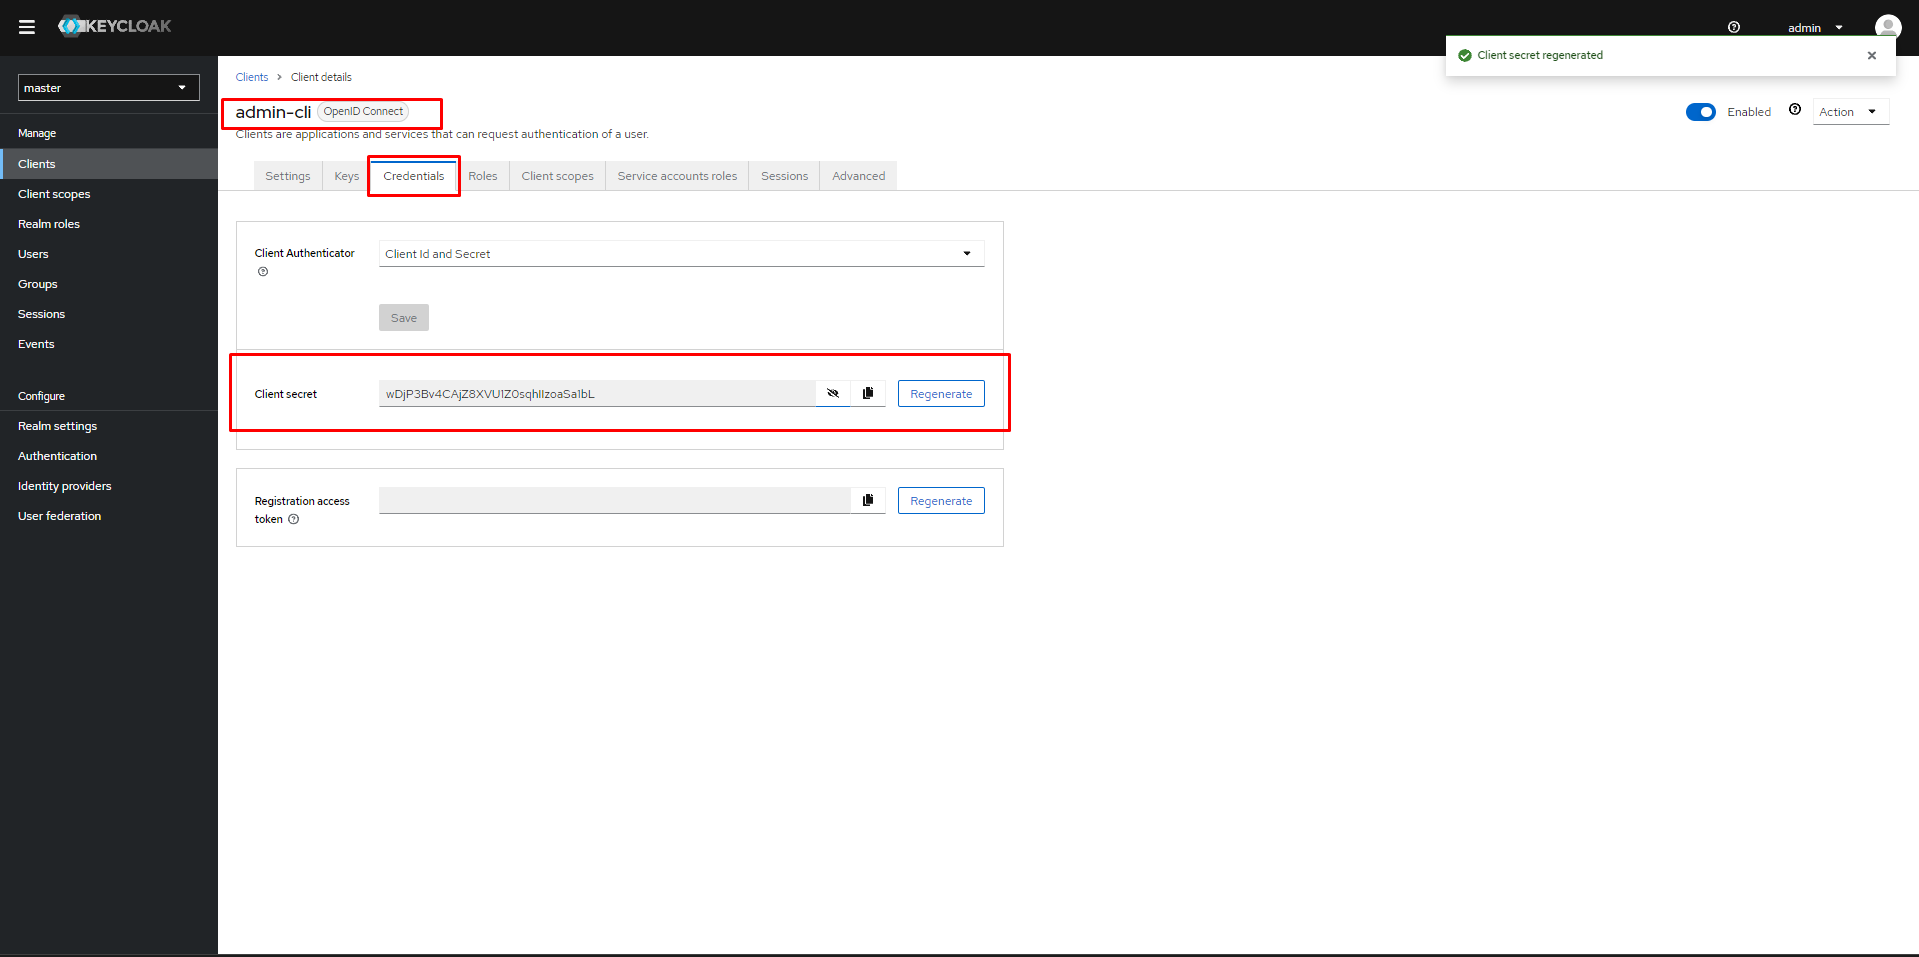 KEYCLOAK
admin
Client secret regenerated
master
Manage
Clients
Client scopes
Realm roles
Users
Groups
Sessions
Events
Configure
Realm settings
Authentication
Identity providers
User federation
Clients > Client details
admin-cli OpenID Connect
Enabled
Action
Clients are applications and services that can request authentication of a user.
Settings Keys Credentials Roles Client scopes Service accounts roles Sessions Advanced
Client Authenticator
Client Id and Secret
Save
Client secret
Regenerate
Registration access
token
Regenerate